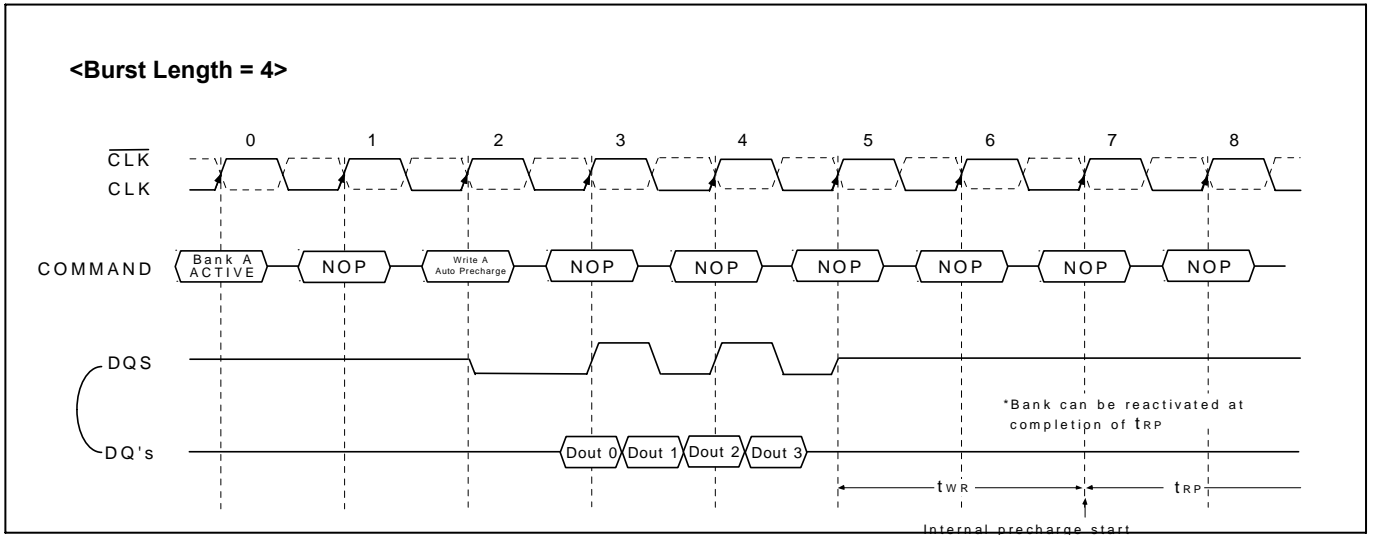 <Burst Length = 4>
0 1 2 3 4 5 6 7 8
CLK
CLK
COMMAND
Bank A
ACTIVE
NOP
Write A
Auto Precharge
NOP
NOP
NOP
NOP
NOP
NOP
DQS
*Bank can be reactivated at
completion of tRP
DQ's
Dout 0 Dout 1 Dout 2 Dout 3
tWR
tRP
Internal precharge start